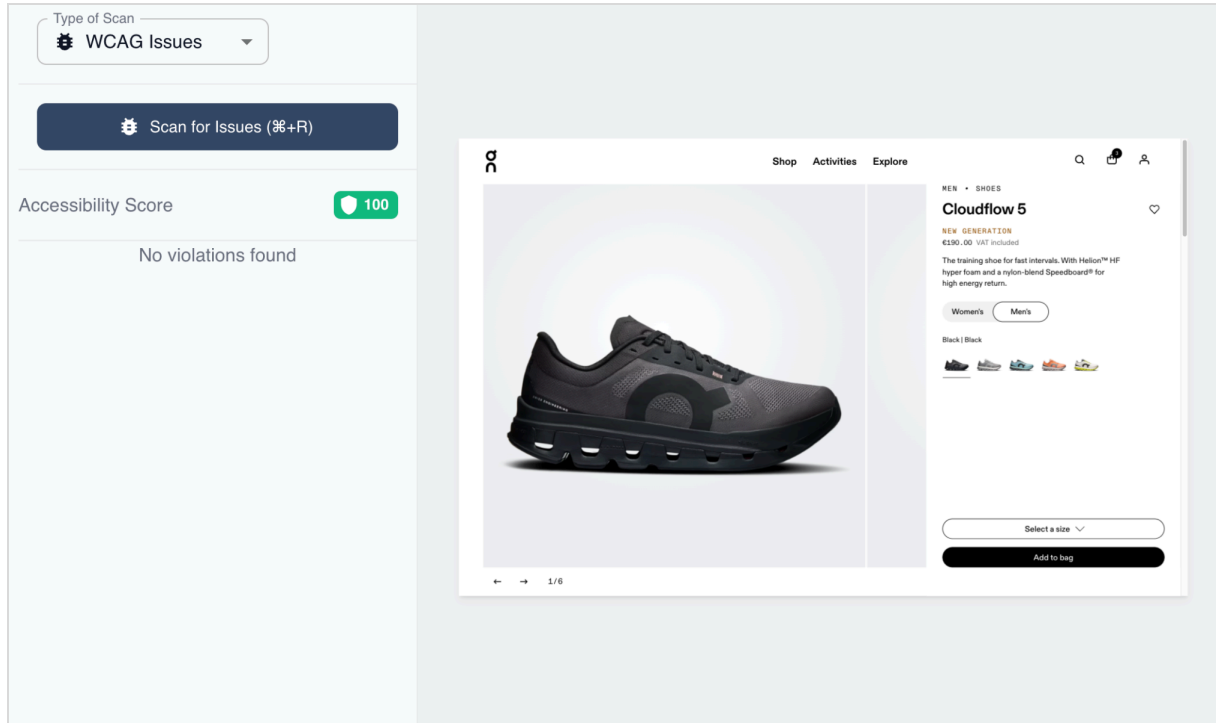 Type of Scan
WCAG Issues
Scan for Issues (⌘+R)
Accessibility Score
100
No violations found
on
Shop Activities Explore
MEN • SHOES
Cloudflow 5
NEW GENERATION
€190.00 VAT included
The training shoe for fast intervals. With Helion™ HF
hyper foam and a nylon-blend Speedboard® for
high energy return.
Women's Men's
Black | Black
Select a size
Add to bag
← → 1/6